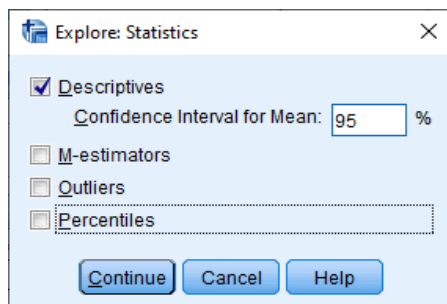 Explore: Statistics
Descriptives
Confidence Interval for Mean: 95 %
M-estimators
Outliers
Percentiles
Continue Cancel Help